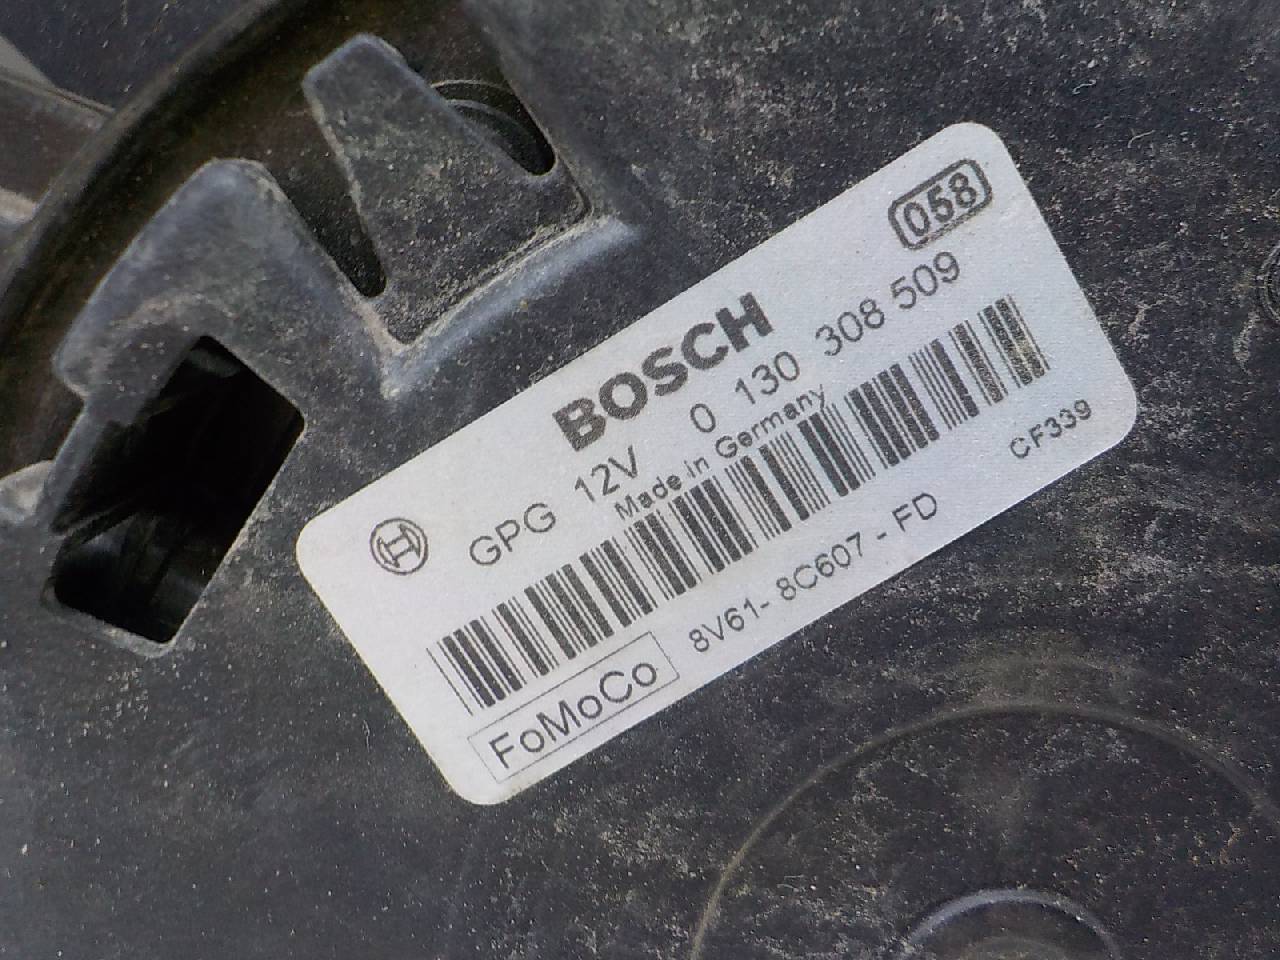 058
BOSCH
GPG 12V 0 130 308 509
Made in Germany
CF339
FoMoCo 8V61-8C607-FD